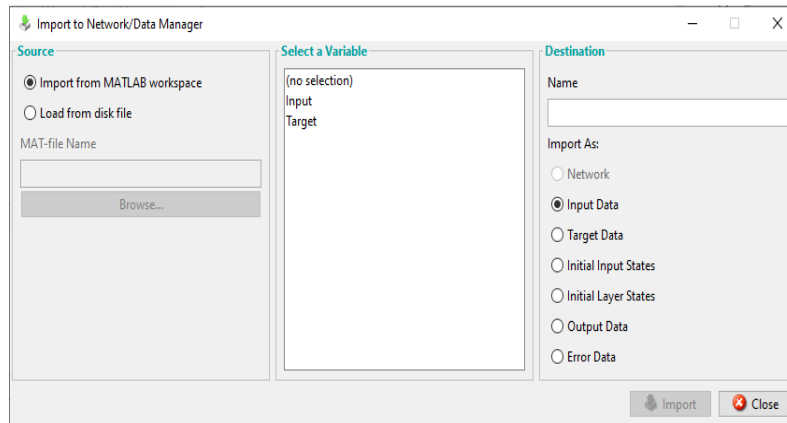 Import to Network/Data Manager
Source
Import from MATLAB workspace
Load from disk file
MAT-file Name
Browse...
Select a Variable
(no selection)
Input
Target
Destination
Name
Import As:
Network
Input Data
Target Data
Initial Input States
Initial Layer States
Output Data
Error Data
Import
Close